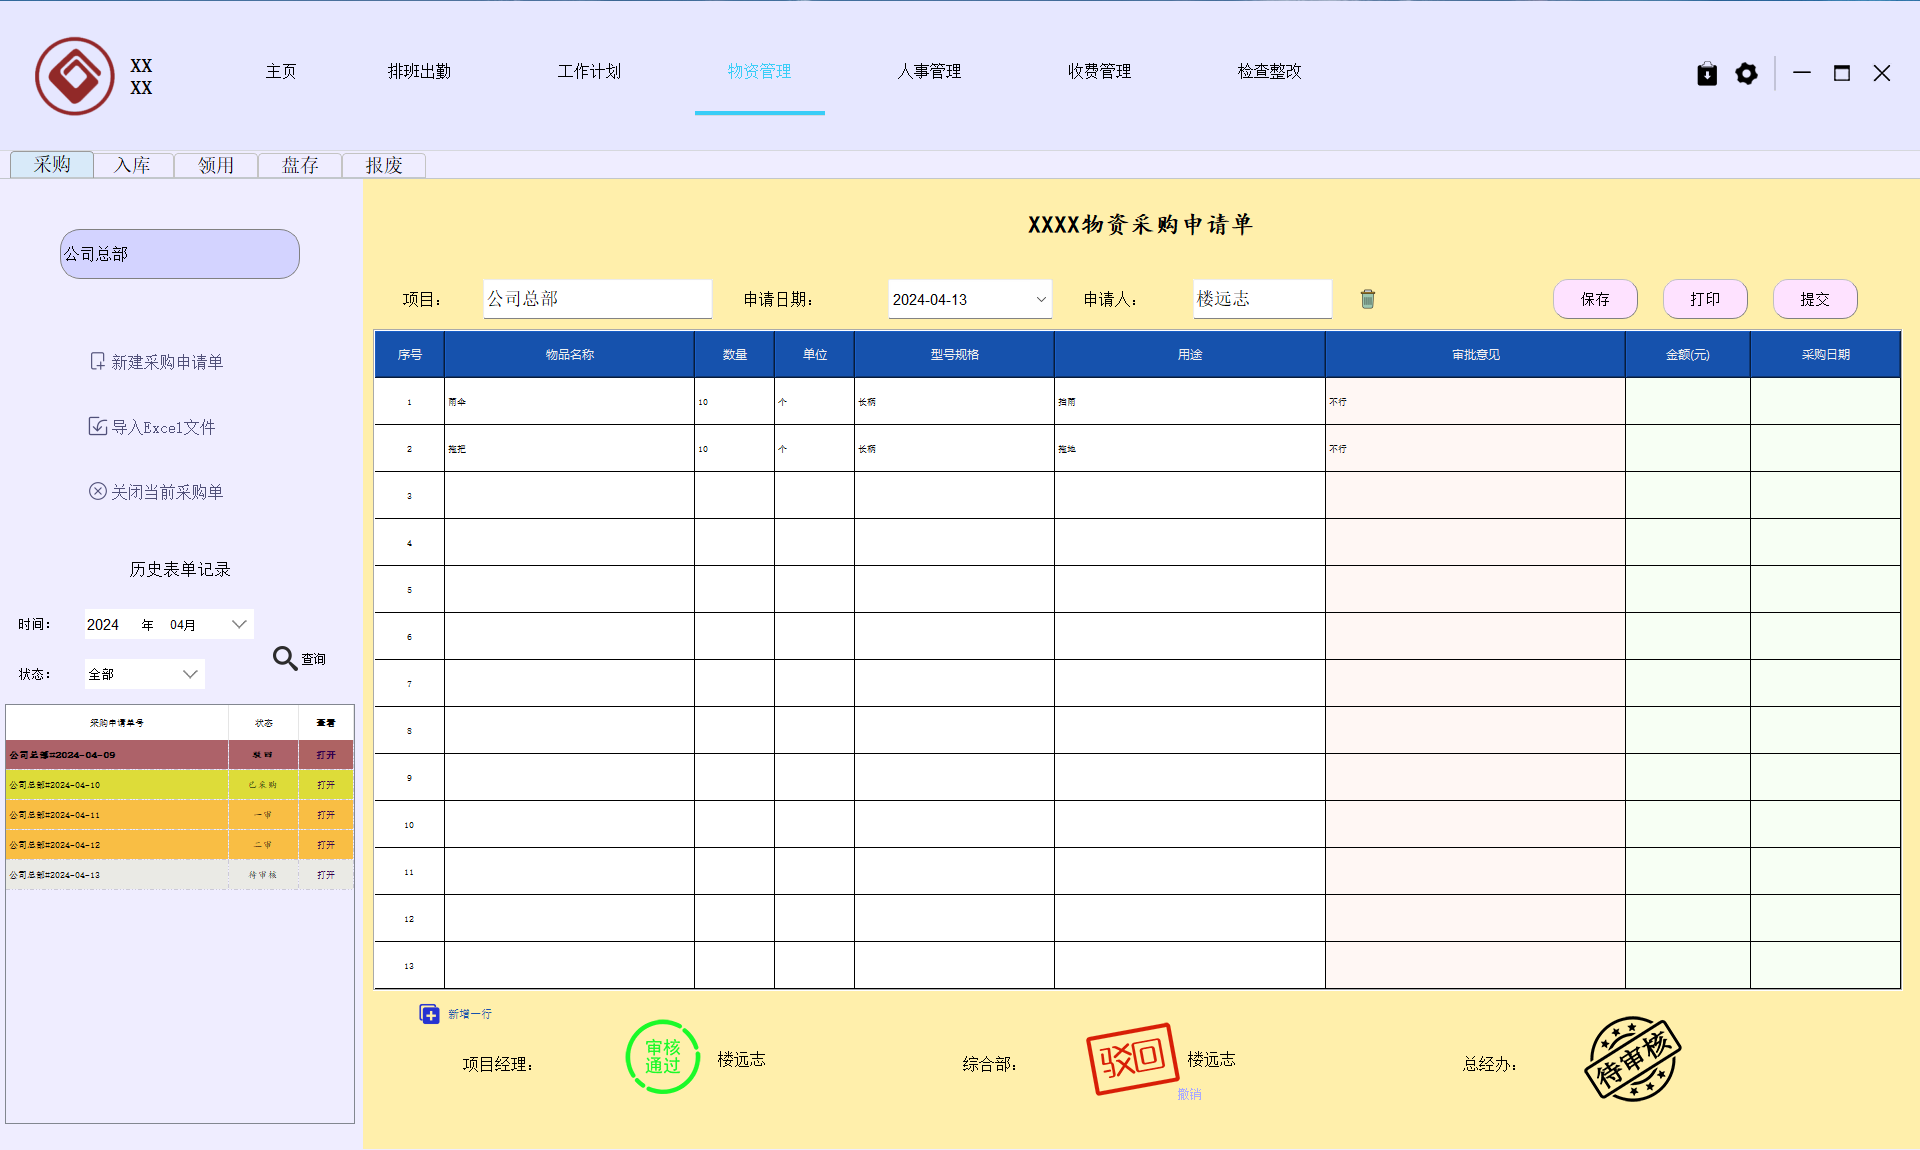 XX
XX
主页
排班出勤
工作计划
物资管理
人事管理
收费管理
检查整改
采购
入库
领用
盘存
报废
公司总部
新建采购申请单
导入Excel文件
关闭当前采购单
历史表单记录
时间：
2024 年 04月
状态：
全部
查询
采购申请单号 状态 查看
公司总部#2024-04-09 驳回 打开
公司总部#2024-04-10 已采购 打开
公司总部#2024-04-11 一审 打开
公司总部#2024-04-12 二审 打开
公司总部#2024-04-13 待审核 打开
XXXX物资采购申请单
项目： 公司总部 申请日期： 2024-04-13 申请人： 楼远志
保存
打印
提交
序号 物品名称 数量 单位 型号规格 用途 审批意见 金额(元) 采购日期
1 雨伞 10 个 长柄 挡雨 不行
2 拖把 10 个 长柄 拖地 不行
3
4
5
6
7
8
9
10
11
12
13
新增一行
项目经理：
审核
通过
楼远志
综合部：
驳回
楼远志
撤销
总经办：
待审核